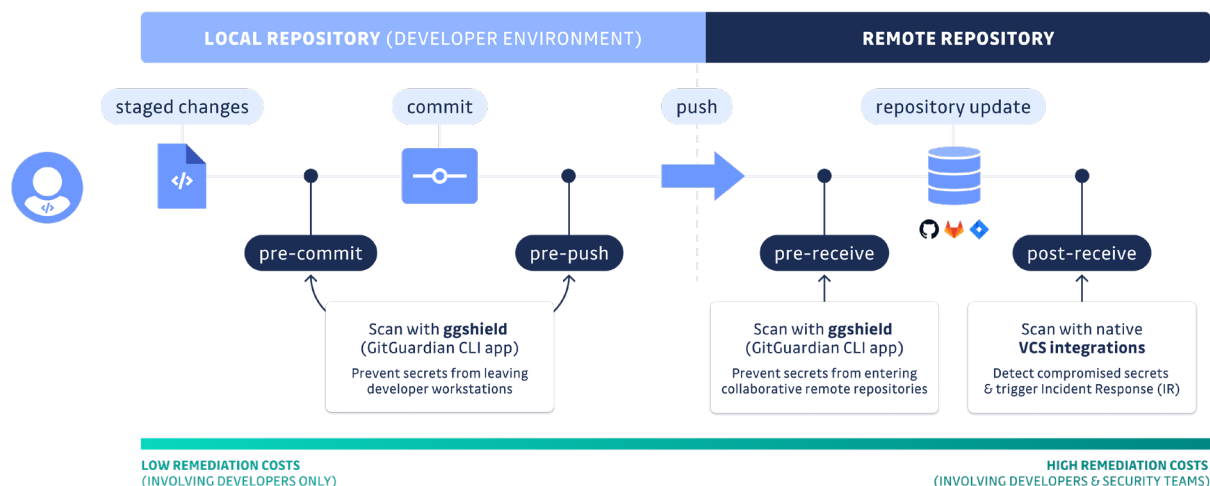 LOCAL REPOSITORY (DEVELOPER ENVIRONMENT)
REMOTE REPOSITORY
staged changes
commit
push
repository update
pre-commit
pre-push
pre-receive
post-receive
Scan with ggshield
(GitGuardian CLI app)
Prevent secrets from leaving
developer workstations
Scan with ggshield
(GitGuardian CLI app)
Prevent secrets from entering
collaborative remote repositories
Scan with native
VCS integrations
Detect compromised secrets
& trigger Incident Response (IR)
LOW REMEDIATION COSTS
(INVOLVING DEVELOPERS ONLY)
HIGH REMEDIATION COSTS
(INVOLVING DEVELOPERS & SECURITY TEAMS)